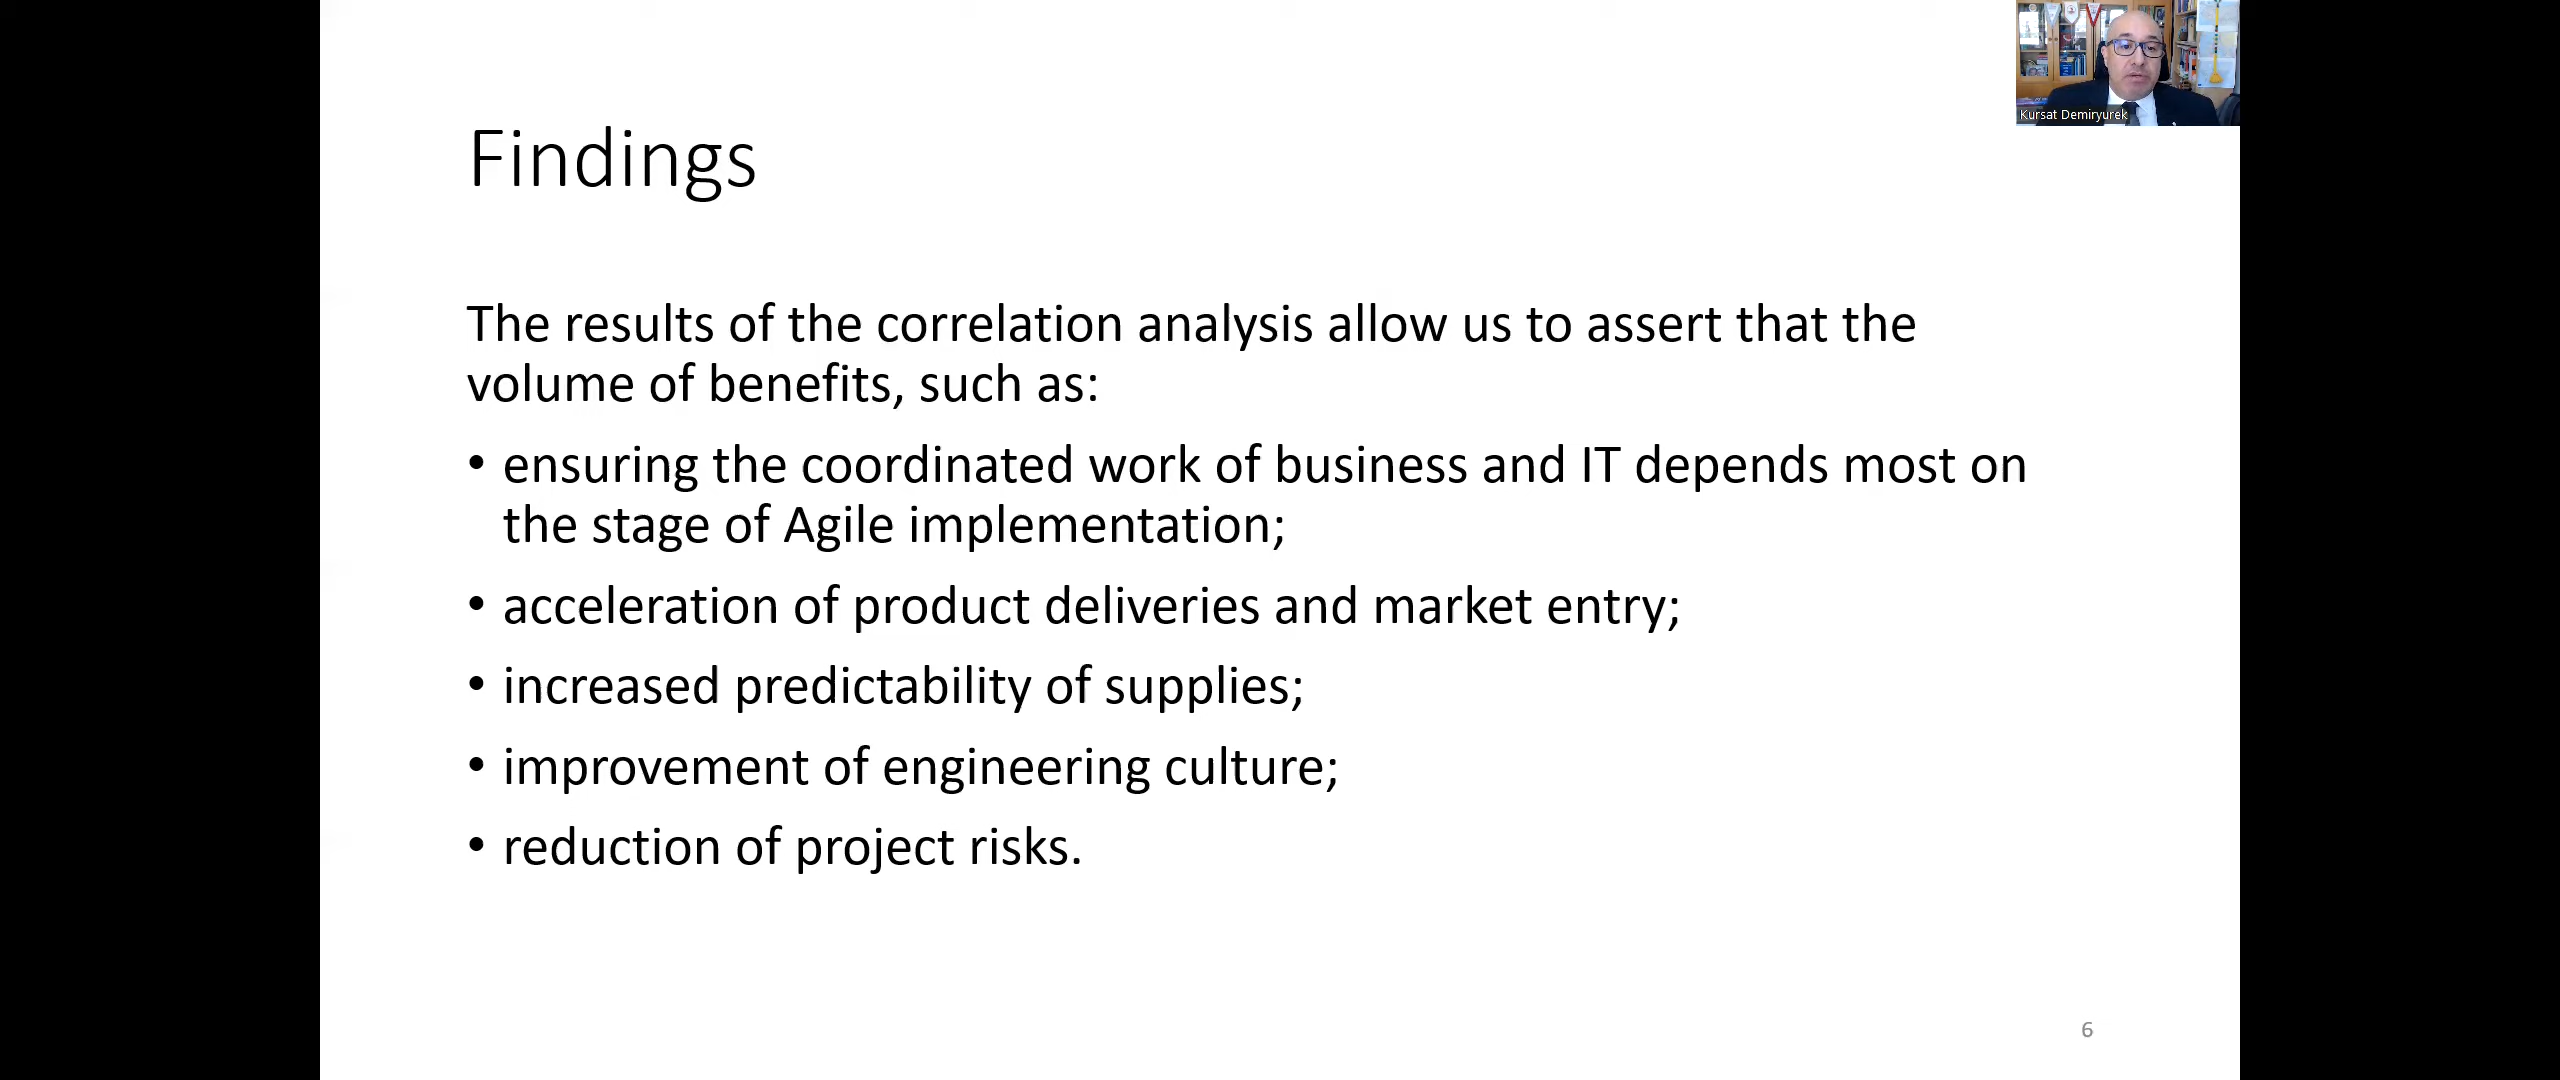 Findings
The results of the correlation analysis allow us to assert that the
volume of benefits, such as:
• ensuring the coordinated work of business and IT depends most on
the stage of Agile implementation;
• acceleration of product deliveries and market entry;
• increased predictability of supplies;
• improvement of engineering culture;
• reduction of project risks.
6
Kursat Demiryurek